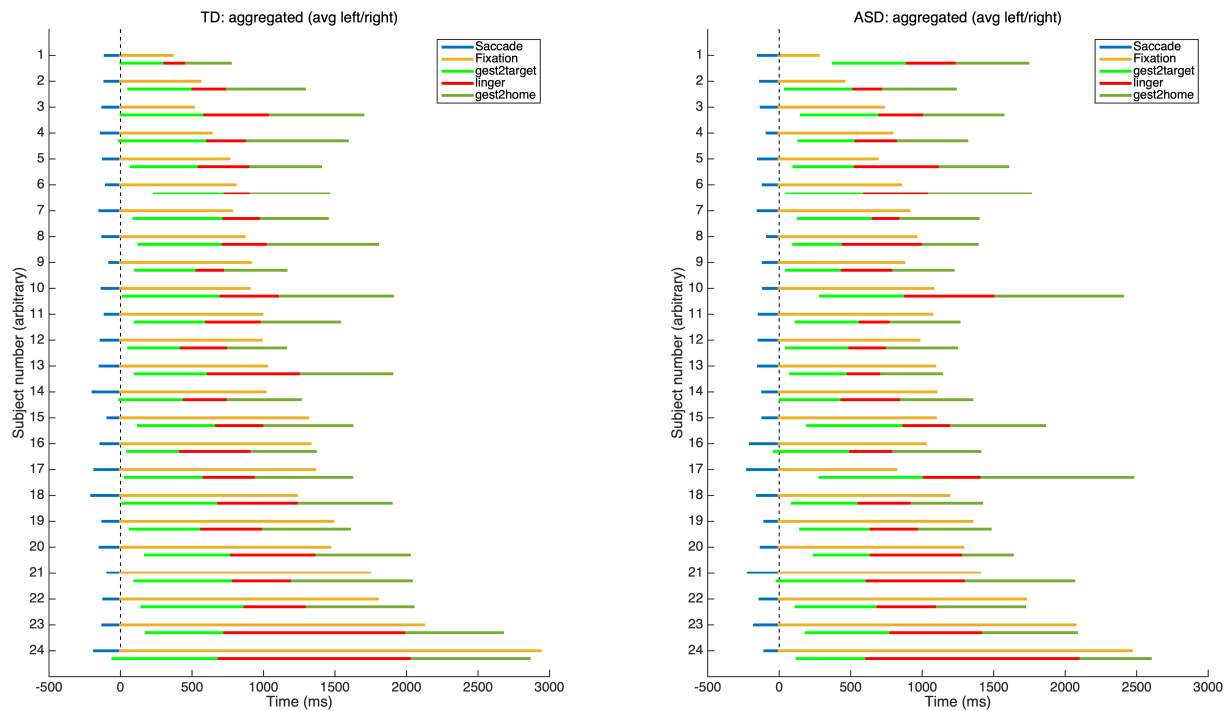 TD: aggregated (avg left/right)
Saccade
Fixation
gest2target
linger
gest2home
1
2
3
4
5
6
7
8
9
10
11
12
13
14
15
16
17
18
19
20
21
22
23
24
Subject number (arbitrary)
-500 0 500 1000 1500 2000 2500 3000
Time (ms)
ASD: aggregated (avg left/right)
Saccade
Fixation
gest2target
linger
gest2home
1
2
3
4
5
6
7
8
9
10
11
12
13
14
15
16
17
18
19
20
21
22
23
24
Subject number (arbitrary)
-500 0 500 1000 1500 2000 2500 3000
Time (ms)